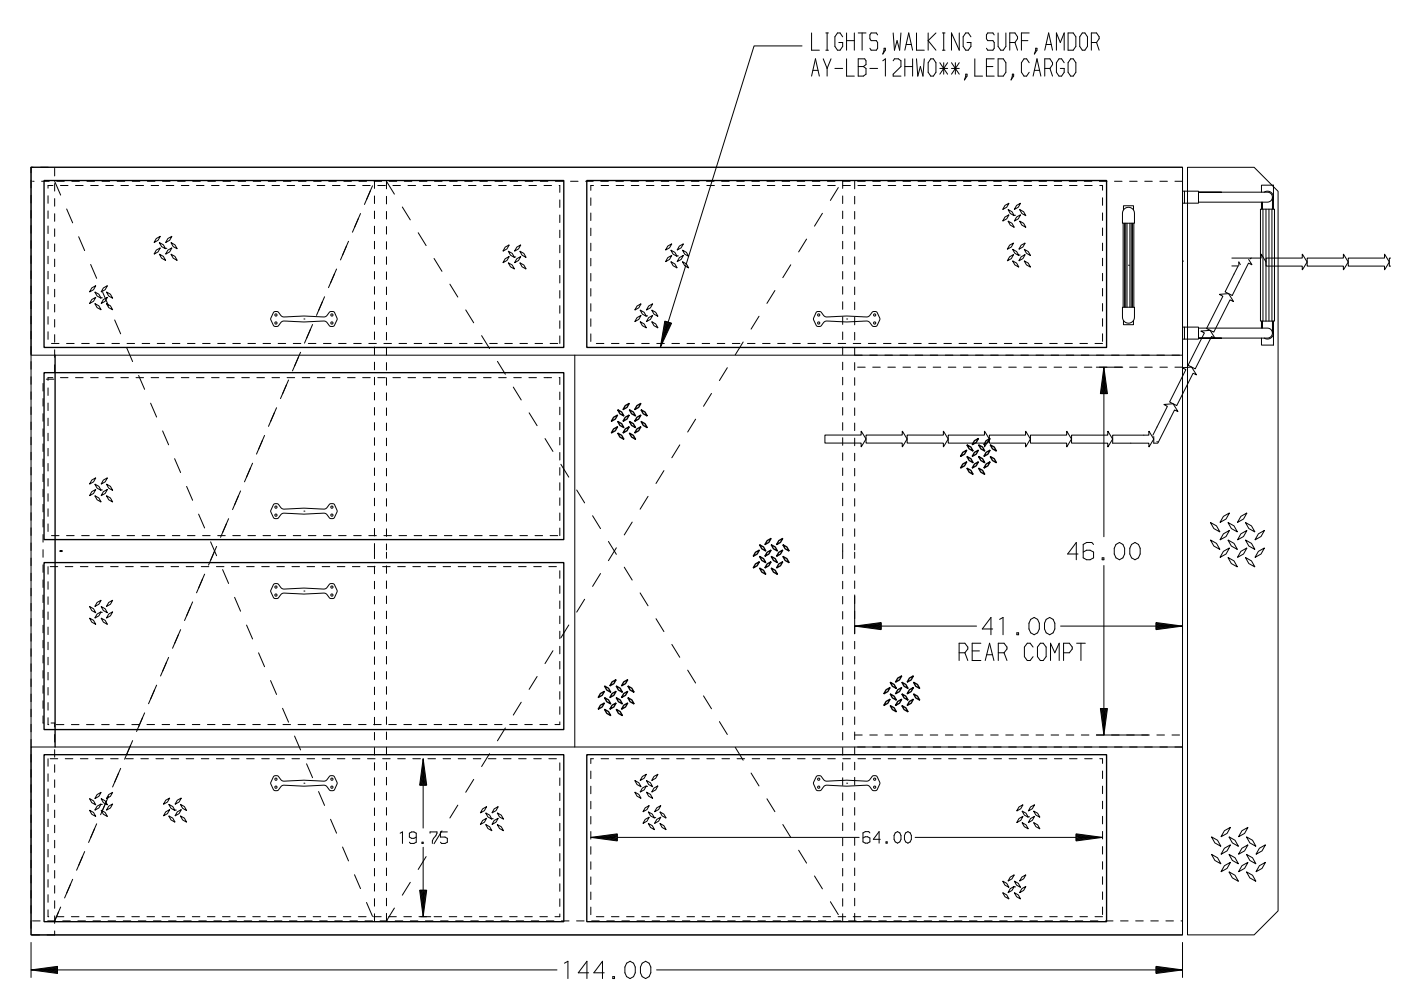 LIGHTS,WALKING SURF,AMDOR
AY-LB-12HW0**,LED,CARGO
46.00
41.00
REAR COMPT
19.75
64.00
144.00